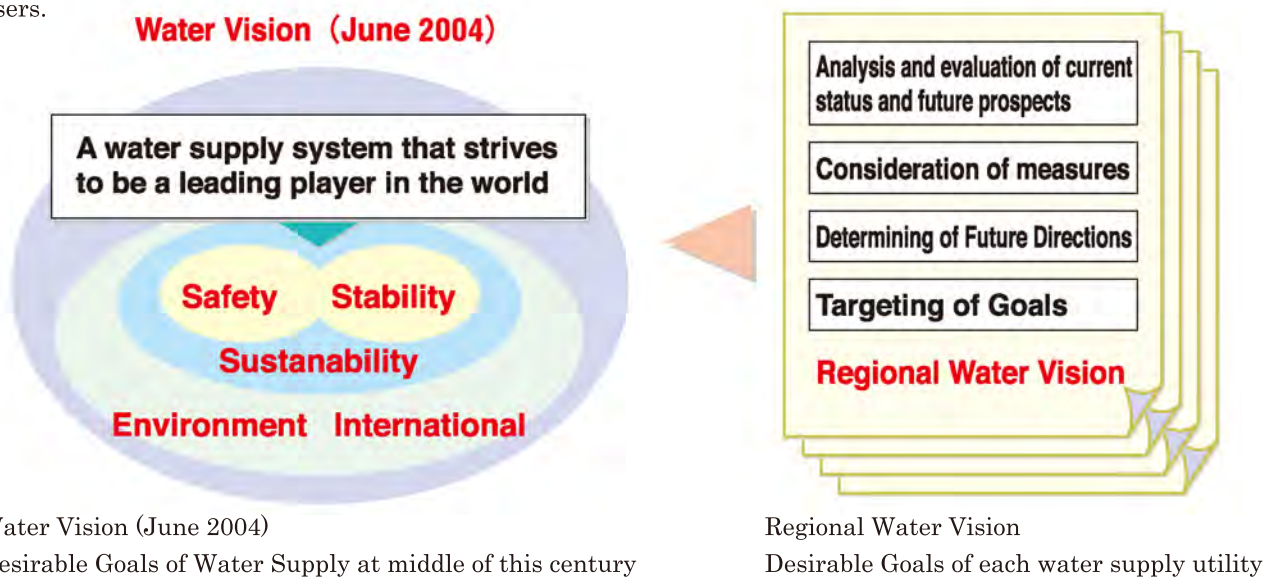 sers.
Water Vision (June 2004)
A water supply system that strives
to be a leading player in the world
Safety Stability
Sustanability
Environment International
Analysis and evaluation of current
status and future prospects
Consideration of measures
Determining of Future Directions
Targeting of Goals
Regional Water Vision
Vater Vision (June 2004)
esirable Goals of Water Supply at middle of this century
Regional Water Vision
Desirable Goals of each water supply utility